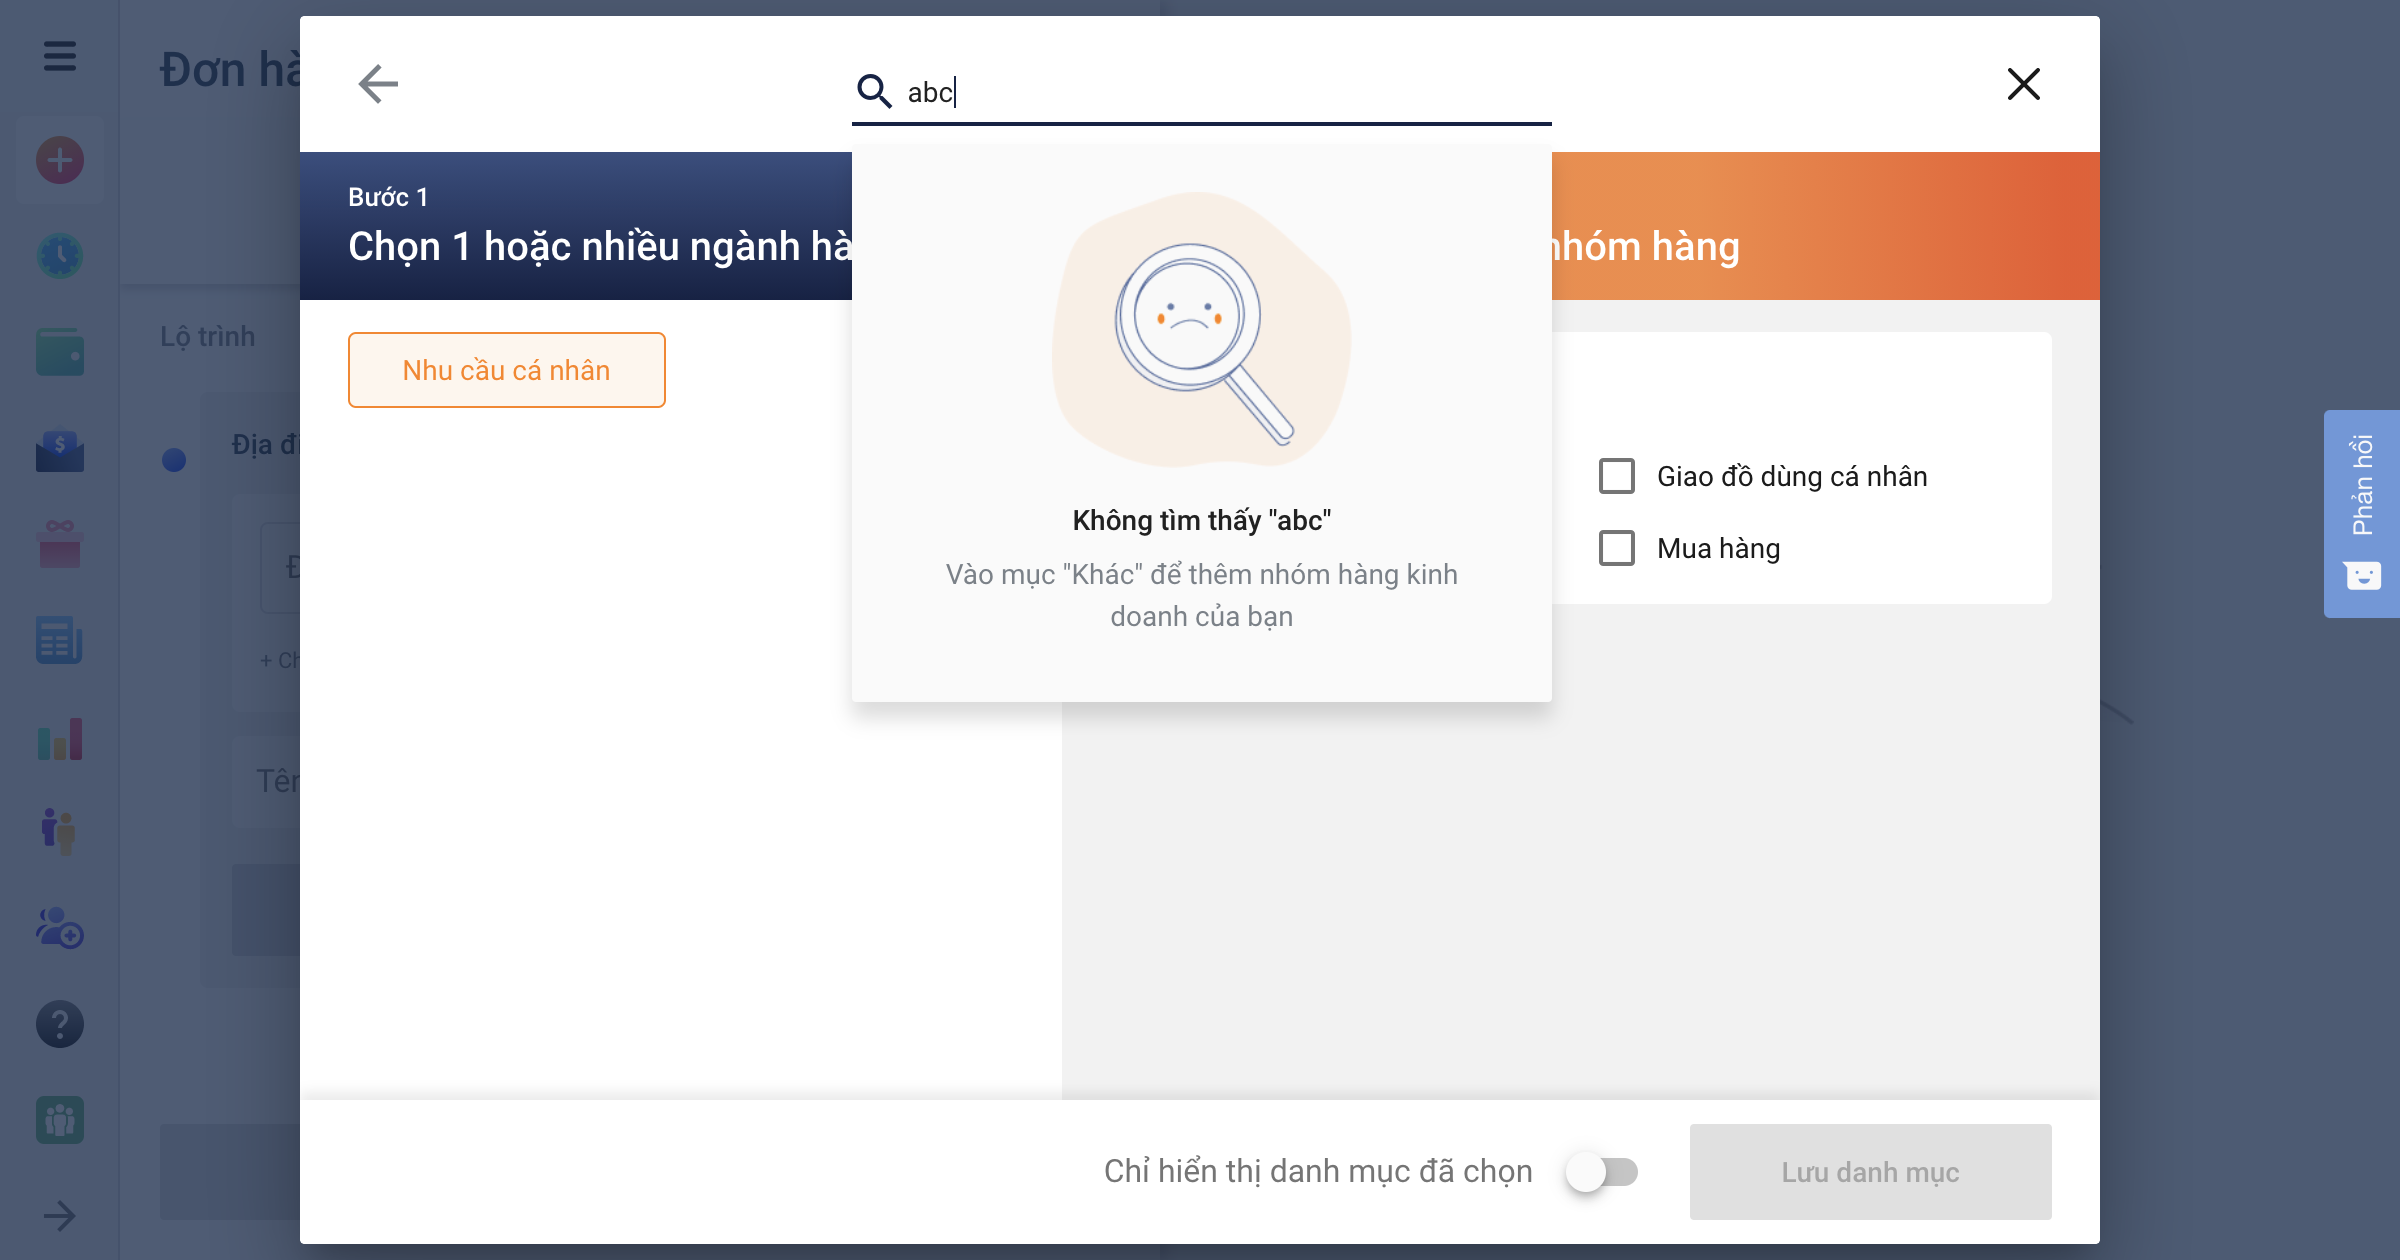 Đơn hà
abc
Bước 1
Chọn 1 hoặc nhiều ngành hà
nhóm hàng
Lộ trình
Nhu cầu cá nhân
Địa đi
Giao đồ dùng cá nhân
Mua hàng
Không tìm thấy "abc"
Vào mục "Khác" để thêm nhóm hàng kinh
doanh của bạn
+ Ch
Tên
Phản hồi
Chỉ hiển thị danh mục đã chọn
Lưu danh mục